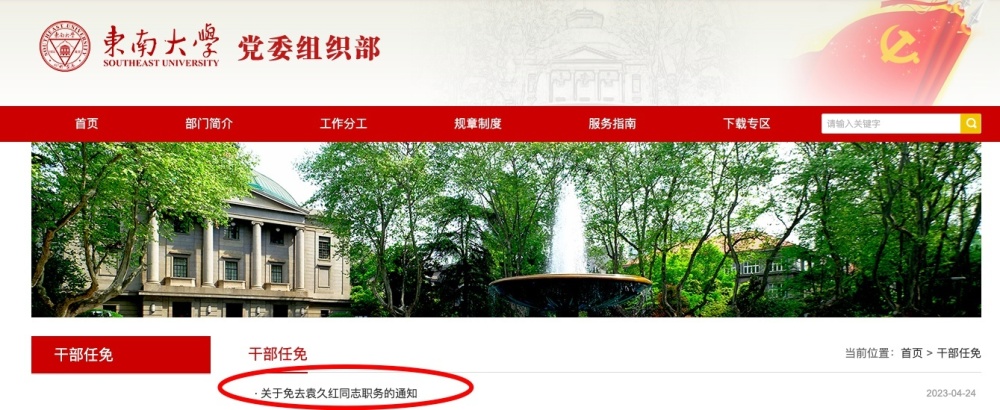 東南大學 党委组织部
SOUTHEAST UNIVERSITY
首页 部门简介 工作分工 规章制度 服务指南 下载专区 请输入关键字
干部任免
干部任免
当前位置：首页 > 干部任免
· 关于免去袁久红同志职务的通知 2023-04-24